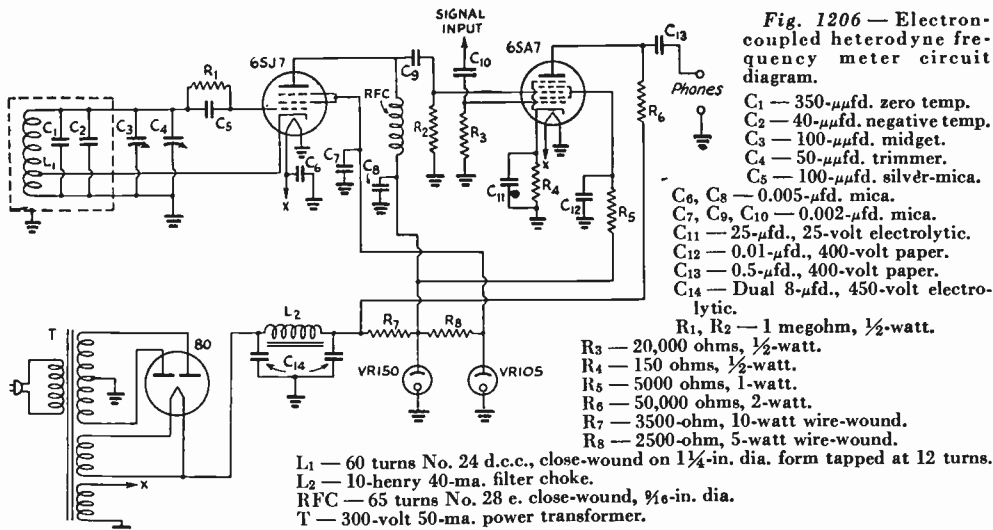 Fig. 1206 — Electron-
coupled heterodyne fre-
quency meter circuit
diagram.
C1 — 350-μμfd. zero temp.
C2 — 40-μμfd. negative temp.
C3 — 100-μμfd. midget.
C4 — 50-μμfd. trimmer.
C5 — 100-μμfd. silver-mica.
C6, C8 — 0.005-μfd. mica.
C7, C9, C10 — 0.002-μfd. mica.
C11 — 25-μfd., 25-volt electrolytic.
C12 — 0.01-μfd., 400-volt paper.
C13 — 0.5-μfd., 400-volt paper.
C14 — Dual 8-μfd., 450-volt electro-
lytic.
R1, R2 — 1 megohm, ½-watt.
R3 — 20,000 ohms, ½-watt.
R4 — 150 ohms, ½-watt.
R5 — 5000 ohms, 1-watt.
R6 — 50,000 ohms, 2-watt.
R7 — 3500-ohm, 10-watt wire-wound.
R8 — 2500-ohm, 5-watt wire-wound.
L1 — 60 turns No. 24 d.c.c., close-wound on 1¼-in. dia. form tapped at 12 turns.
L2 — 10-henry 40-ma. filter choke.
RFC — 65 turns No. 28 e. close-wound, 9/16-in. dia.
T — 300-volt 50-ma. power transformer.
SIGNAL
INPUT
6SJ7
6SA7
C13
C9
C10
R1
RFC
Phones
R6
C5
R2
R3
C1
C2
C3
C4
L1
C6
C7
C8
X
X
C11
R4
C12
R5
L2
T
80
R7
R8
C14
VR150
VR105
X